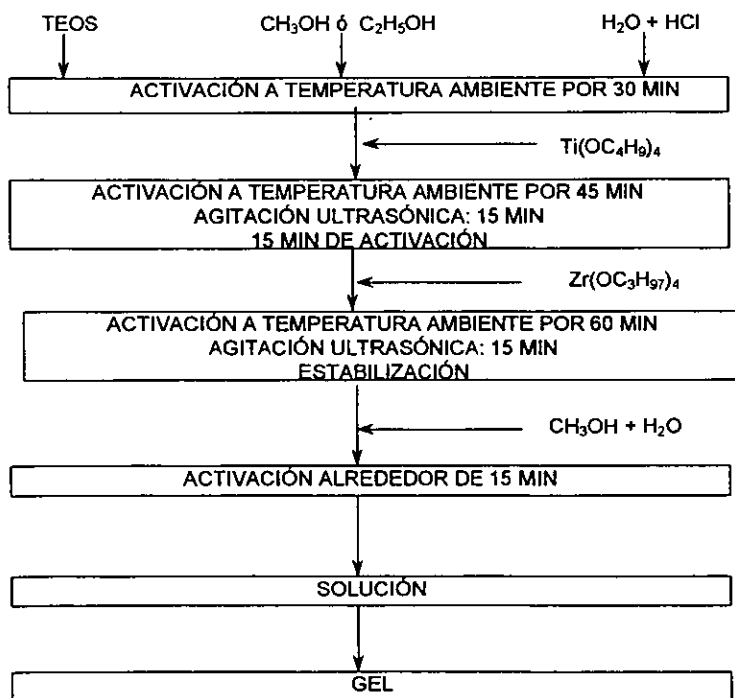 TEOS
CH₃OH ó C₂H₅OH
H₂O + HCl
ACTIVACIÓN A TEMPERATURA AMBIENTE POR 30 MIN
Ti(OC₄H₉)₄
ACTIVACIÓN A TEMPERATURA AMBIENTE POR 45 MIN
AGITACIÓN ULTRASÓNICA: 15 MIN
15 MIN DE ACTIVACIÓN
Zr(OC₃H₉₇)₄
ACTIVACIÓN A TEMPERATURA AMBIENTE POR 60 MIN
AGITACIÓN ULTRASÓNICA: 15 MIN
ESTABILIZACIÓN
CH₃OH + H₂O
ACTIVACIÓN ALREDEDOR DE 15 MIN
SOLUCIÓN
GEL